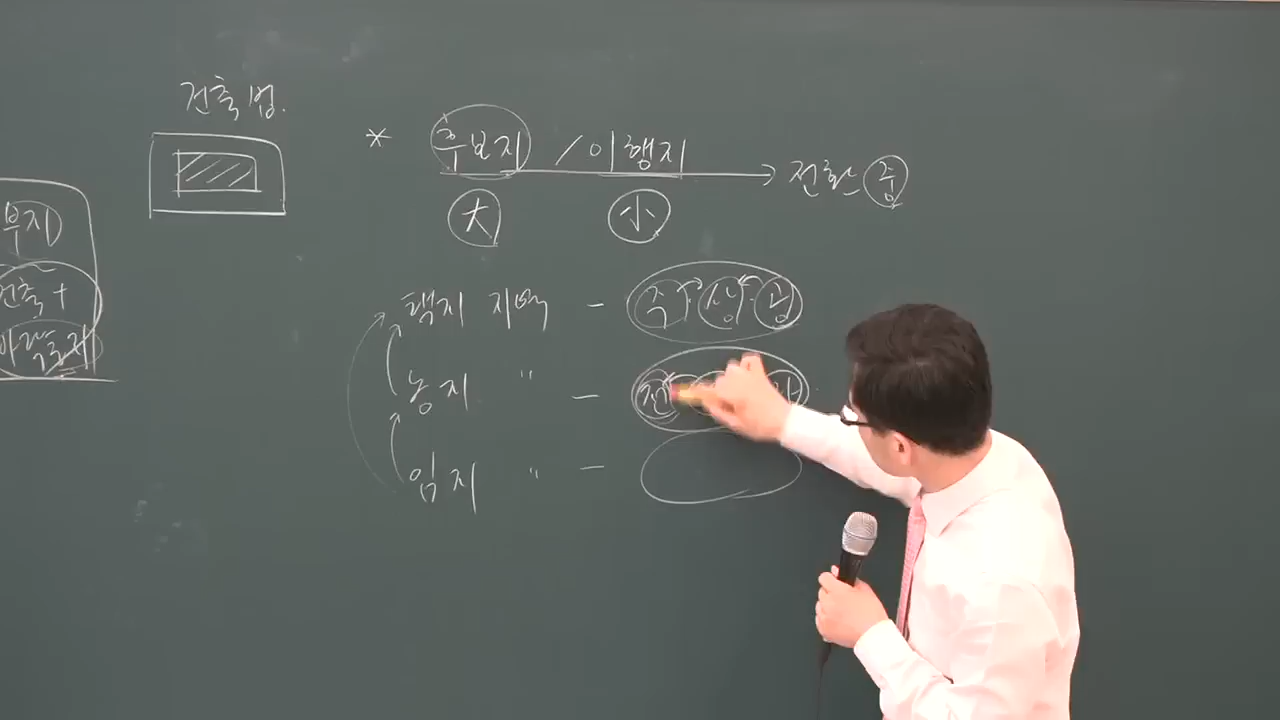 건축법.
* 후보지 / 이행지 → 전환 중
大 小
택지 지역 - 주 상 공
농지 " - 전
임지 " -
부지
건축 +